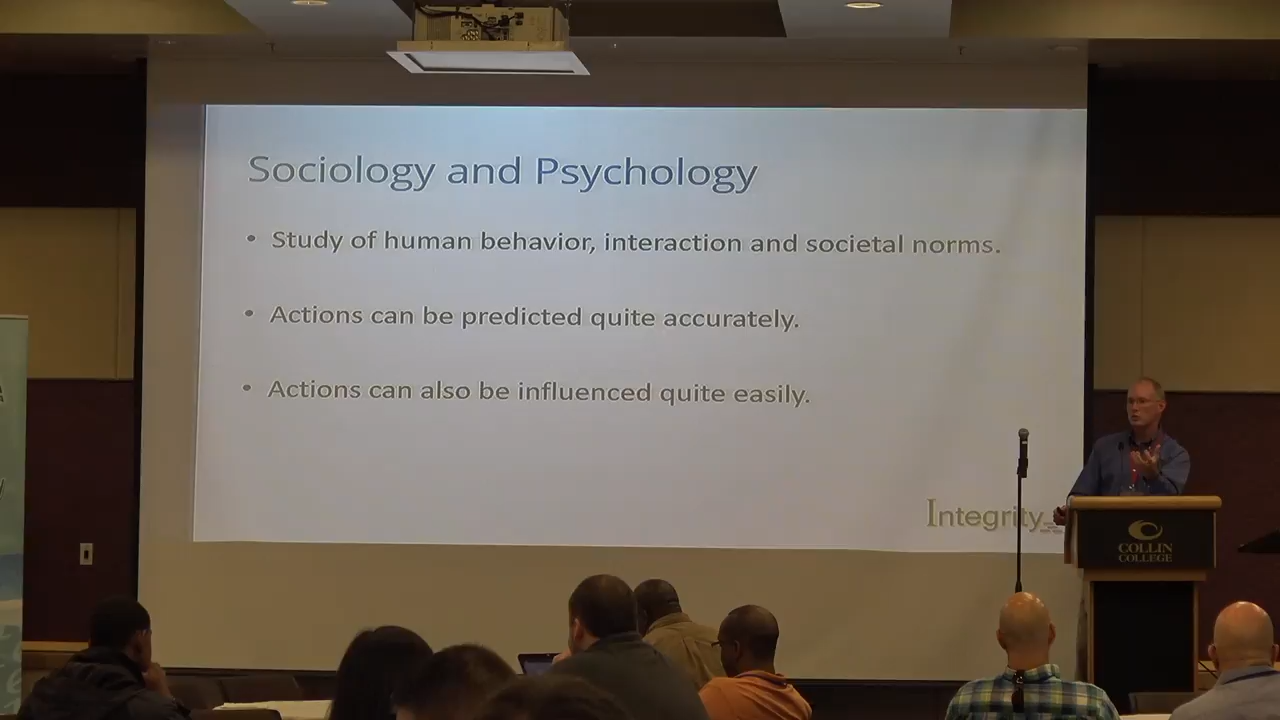 Sociology and Psychology
• Study of human behavior, interaction and societal norms.
• Actions can be predicted quite accurately.
• Actions can also be influenced quite easily.
Integrity
COLLIN
COLLEGE